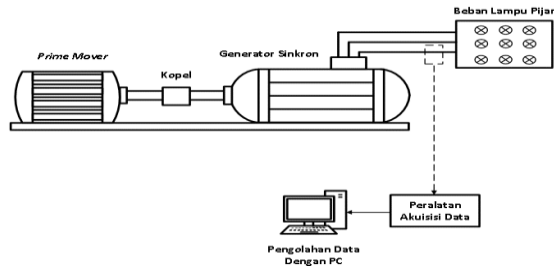 Beban Lampu Pijar
Generator Sinkron
Prime Mover
Kopel
Peralatan
Akuisisi Data
Pengolahan Data
Dengan PC